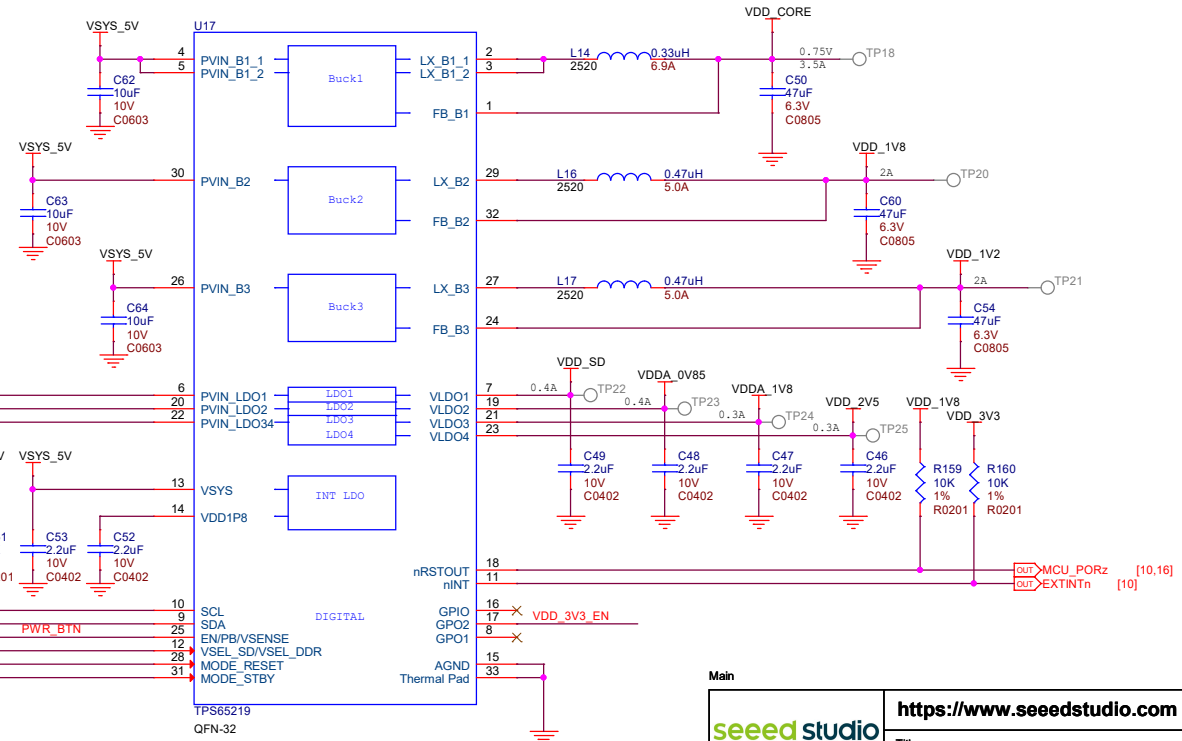 VSYS_5V
U17
VDD_CORE
4
PVIN_B1_1
5
PVIN_B1_2
Buck1
LX_B1_1
2
LX_B1_2
3
FB_B1
1
L14
2520
0.33uH
6.9A
0.75V
3.5A
TP18
C62
10uF
10V
C0603
C50
47uF
6.3V
C0805
VSYS_5V
30
PVIN_B2
Buck2
LX_B2
29
FB_B2
32
L16
2520
0.47uH
5.0A
VDD_1V8
2A
TP20
C63
10uF
10V
C0603
C60
47uF
6.3V
C0805
VSYS_5V
26
PVIN_B3
Buck3
LX_B3
27
FB_B3
24
L17
2520
0.47uH
5.0A
VDD_1V2
2A
TP21
C64
10uF
10V
C0603
C54
47uF
6.3V
C0805
6
PVIN_LDO1
20
PVIN_LDO2
22
PVIN_LDO34
LDO1
LDO2
LDO3
LDO4
VLDO1
7
VLDO2
19
VLDO3
21
VLDO4
23
VDD_SD
0.4A
TP22
VDDA_0V85
0.4A
TP23
VDDA_1V8
0.3A
TP24
VDD_2V5
0.3A
TP25
VDD_1V8
VDD_3V3
C49
2.2uF
10V
C0402
C48
2.2uF
10V
C0402
C47
2.2uF
10V
C0402
C46
2.2uF
10V
C0402
R159
10K
1%
R0201
R160
10K
1%
R0201
V
VSYS_5V
13
VSYS
14
VDD1P8
INT LDO
1
01
C53
2.2uF
10V
C0402
C52
2.2uF
10V
C0402
nRSTOUT
18
nINT
11
OUT
MCU_PORz
[10,16]
OUT
EXTINTn
[10]
10
SCL
9
SDA
PWR_BTN
25
EN/PB/VSENSE
12
VSEL_SD/VSEL_DDR
28
MODE_RESET
31
MODE_STBY
DIGITAL
GPIO
16
GPO2
17
VDD_3V3_EN
GPO1
8
AGND
15
Thermal Pad
33
TPS65219
QFN-32
Main
seeed studio
https://www.seeedstudio.com